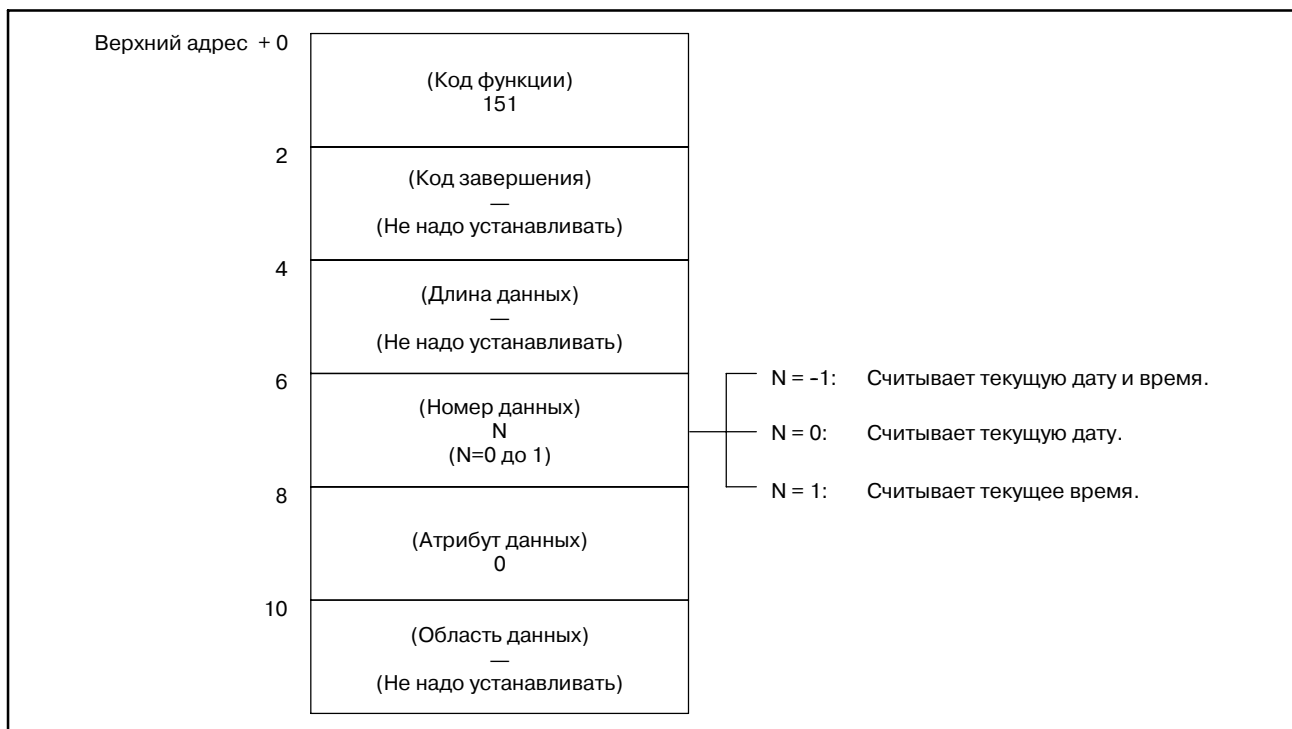 Верхний адрес + 0
(Код функции)
151
2
(Код завершения)
—
(Не надо устанавливать)
4
(Длина данных)
—
(Не надо устанавливать)
6
(Номер данных)
N
(N=0 до 1)
N = -1: Считывает текущую дату и время.
N = 0: Считывает текущую дату.
N = 1: Считывает текущее время.
8
(Атрибут данных)
0
10
(Область данных)
—
(Не надо устанавливать)